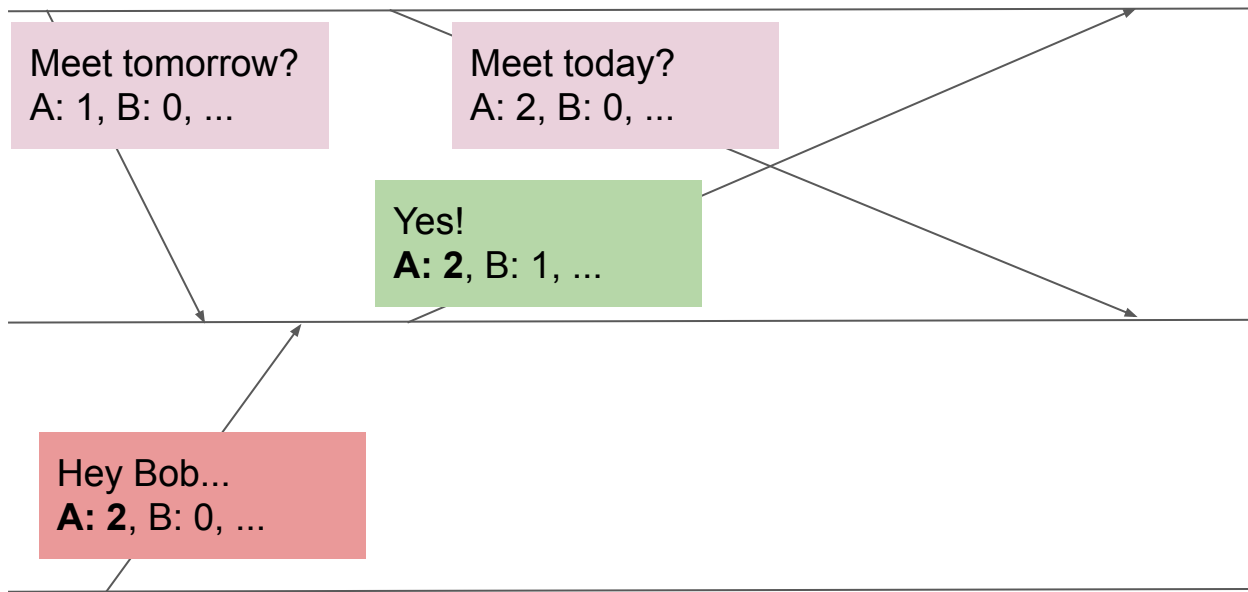 Meet tomorrow?
A: 1, B: 0, ...
Meet today?
A: 2, B: 0, ...
Yes!
A: 2, B: 1, ...
Hey Bob...
A: 2, B: 0, ...